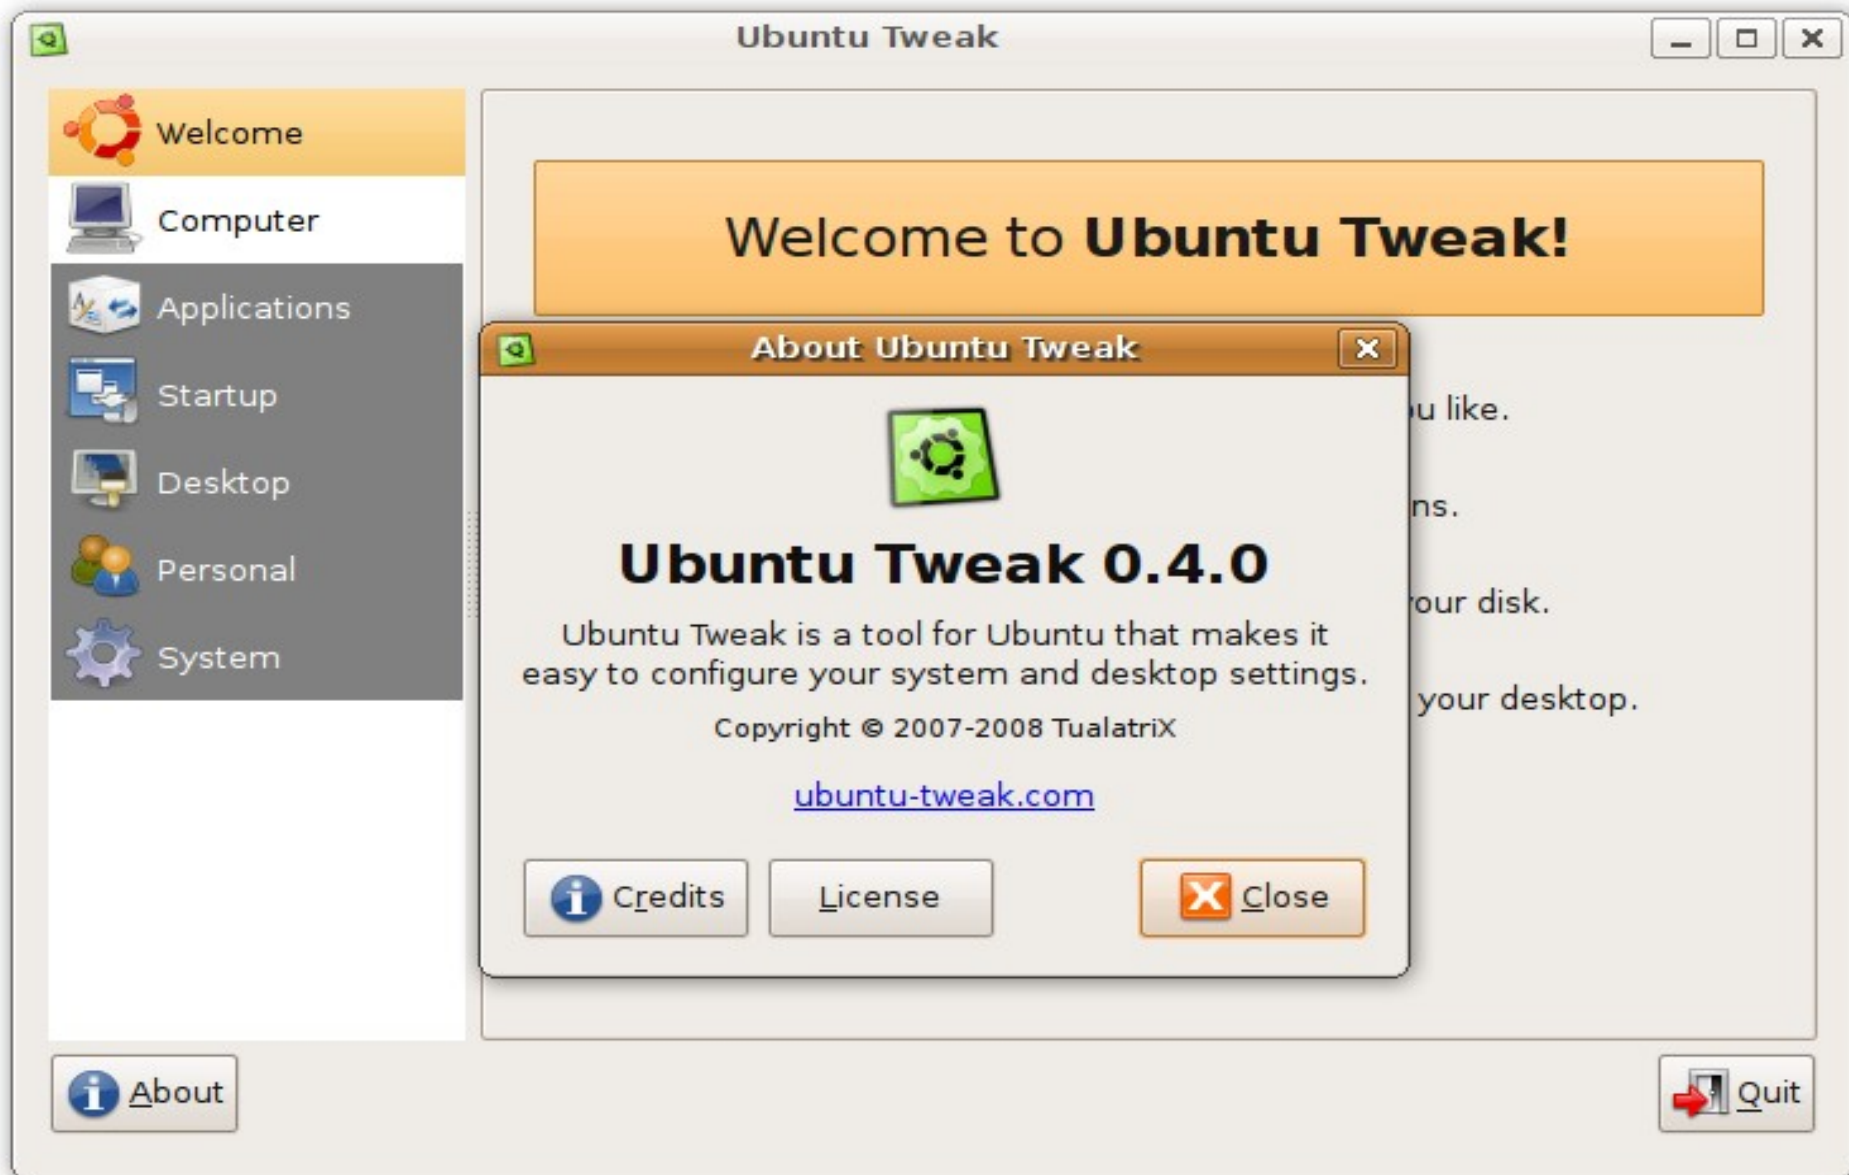 Ubuntu Tweak
Welcome
Computer
Applications
Startup
Desktop
Personal
System
Welcome to Ubuntu Tweak!
u like.
ns.
our disk.
your desktop.
About Ubuntu Tweak
Ubuntu Tweak 0.4.0
Ubuntu Tweak is a tool for Ubuntu that makes it
easy to configure your system and desktop settings.
Copyright © 2007-2008 TualatriX
ubuntu-tweak.com
Credits
License
Close
About
Quit